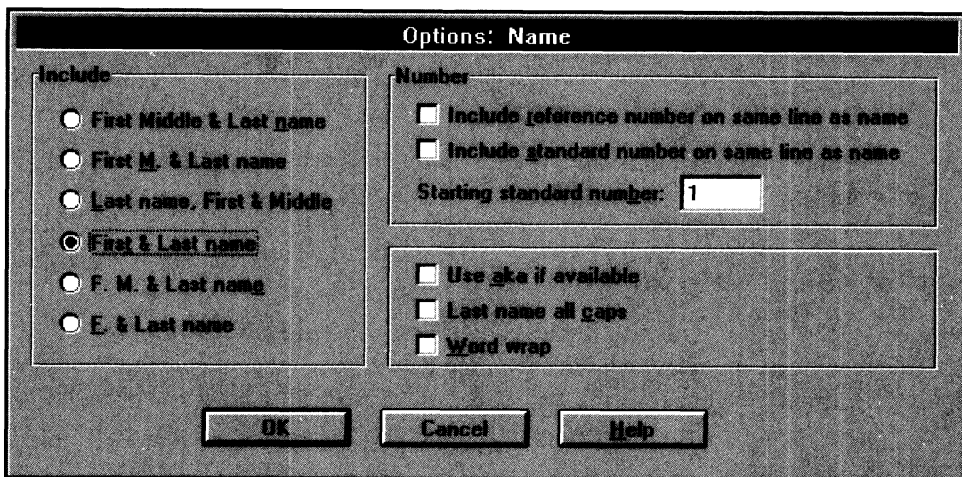 Options: Name
Include
First Middle & Last name
First M. & Last name
Last name, First & Middle
First & Last name
F. M. & Last name
F. & Last name
Number
Include reference number on same line as name
Include standard number on same line as name
Starting standard number: 1
Use aka if available
Last name all caps
Word wrap
OK
Cancel
Help